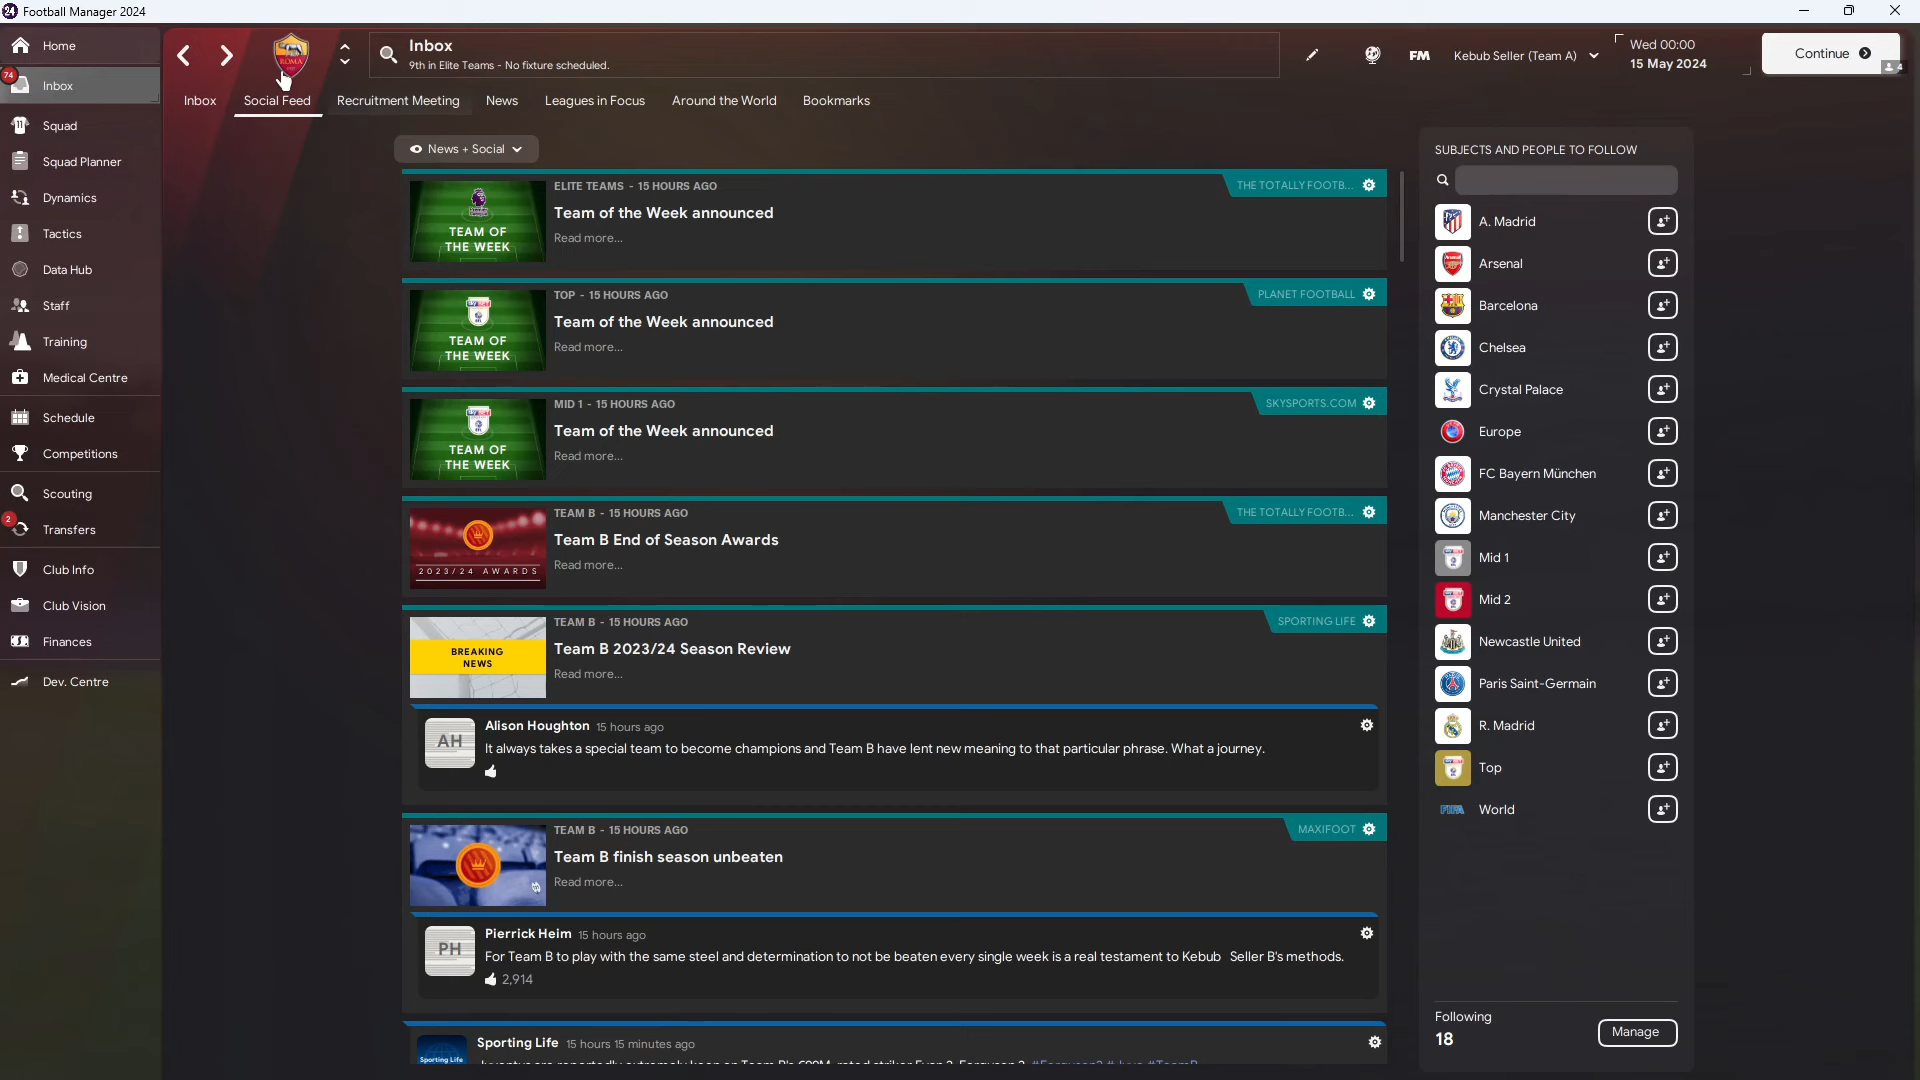 Football Manager 2024
Home
74
Inbox
Squad
Squad Planner
Dynamics
Tactics
Data Hub
Staff
Training
Medical Centre
Schedule
Competitions
Scouting
2
Transfers
Club Info
Club Vision
Finances
Dev. Centre
ROMA
Inbox
9th in Elite Teams - No fixture scheduled.
FM
Kebub Seller (Team A)
Wed 00:00
15 May 2024
Continue
4
Inbox
Social Feed
Recruitment Meeting
News
Leagues in Focus
Around the World
Bookmarks
News + Social
ELITE TEAMS - 15 HOURS AGO
THE TOTALLY FOOTB...
Team of the Week announced
Read more...
TEAM OF
THE WEEK
TOP - 15 HOURS AGO
PLANET FOOTBALL
Team of the Week announced
Read more...
TEAM OF
THE WEEK
MID 1 - 15 HOURS AGO
SKYSPORTS.COM
Team of the Week announced
Read more...
TEAM OF
THE WEEK
TEAM B - 15 HOURS AGO
THE TOTALLY FOOTB...
Team B End of Season Awards
Read more...
2023/24 AWARDS
TEAM B - 15 HOURS AGO
SPORTING LIFE
Team B 2023/24 Season Review
Read more...
BREAKING
NEWS
AH
Alison Houghton 15 hours ago
It always takes a special team to become champions and Team B have lent new meaning to that particular phrase. What a journey.
TEAM B - 15 HOURS AGO
MAXIFOOT
Team B finish season unbeaten
Read more...
PH
Pierrick Heim 15 hours ago
For Team B to play with the same steel and determination to not be beaten every single week is a real testament to Kebub Seller B's methods.
2,914
Sporting Life
Sporting Life 15 hours 15 minutes ago
SUBJECTS AND PEOPLE TO FOLLOW
A. Madrid
Arsenal
Barcelona
Chelsea
Crystal Palace
Europe
FC Bayern München
Manchester City
Mid 1
Mid 2
Newcastle United
Paris Saint-Germain
R. Madrid
Top
FIFA
World
Following
18
Manage